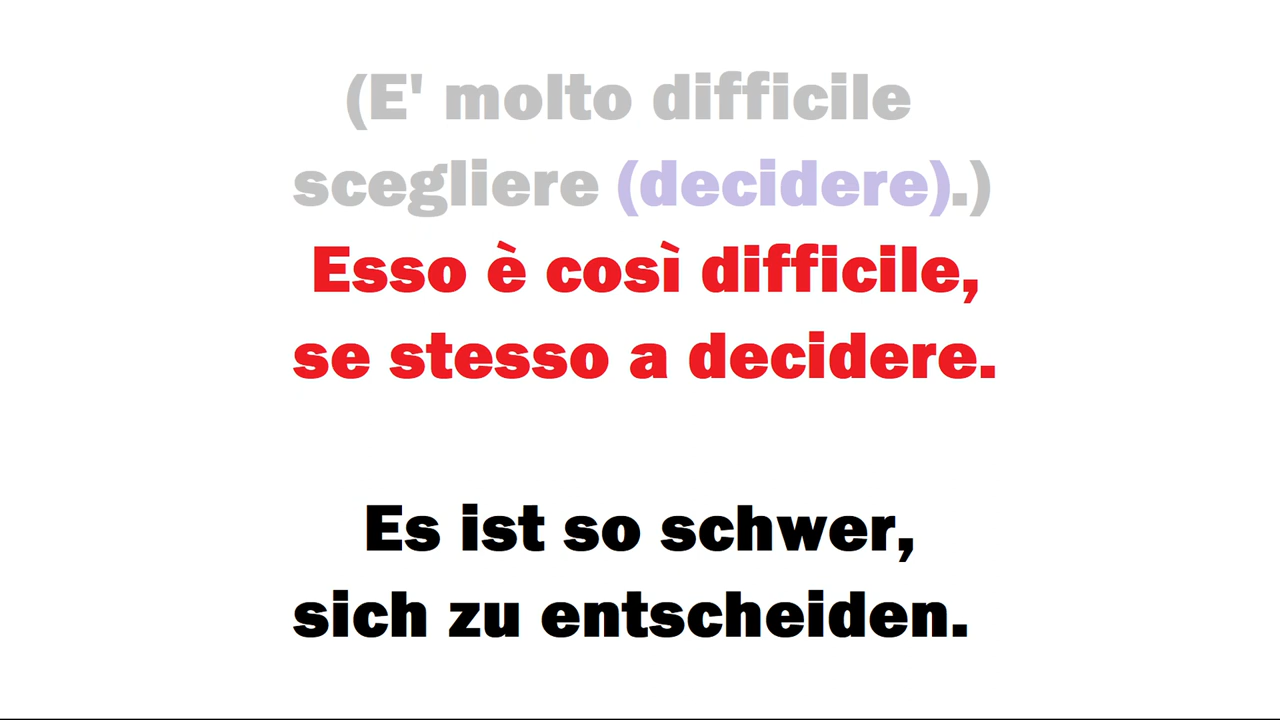 (E' molto difficile
scegliere (decidere).)
Esso è così difficile,
se stesso a decidere.
Es ist so schwer,
sich zu entscheiden.